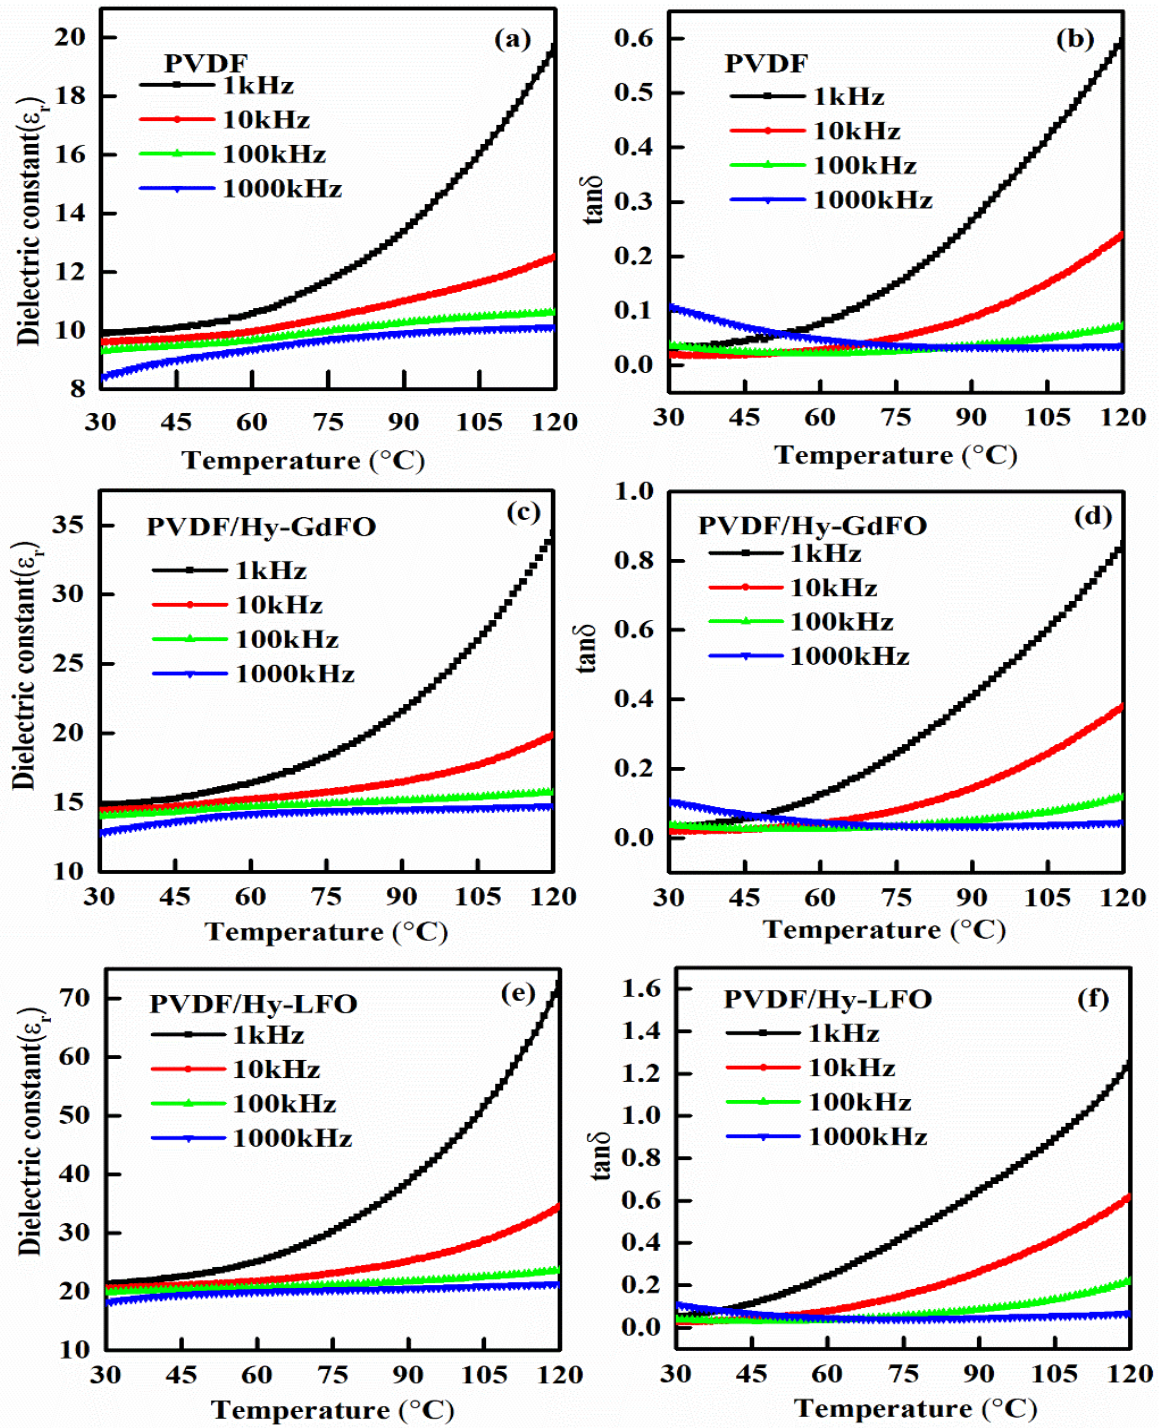 (a)
PVDF
1kHz
10kHz
100kHz
1000kHz
20
18
16
14
12
10
8
Dielectric constant(εr)
30 45 60 75 90 105 120
Temperature (°C)
(b)
PVDF
1kHz
10kHz
100kHz
1000kHz
0.6
0.5
0.4
0.3
0.2
0.1
0.0
tanδ
30 45 60 75 90 105 120
Temperature (°C)
(c)
PVDF/Hy-GdFO
1kHz
10kHz
100kHz
1000kHz
35
30
25
20
15
10
Dielectric constant(εr)
30 45 60 75 90 105 120
Temperature (°C)
(d)
PVDF/Hy-GdFO
1kHz
10kHz
100kHz
1000kHz
1.0
0.8
0.6
0.4
0.2
0.0
tanδ
30 45 60 75 90 105 120
Temperature (°C)
(e)
PVDF/Hy-LFO
1kHz
10kHz
100kHz
1000kHz
70
60
50
40
30
20
10
Dielectric constant(εr)
30 45 60 75 90 105 120
Temperature (°C)
(f)
PVDF/Hy-LFO
1kHz
10kHz
100kHz
1000kHz
1.6
1.4
1.2
1.0
0.8
0.6
0.4
0.2
0.0
tanδ
30 45 60 75 90 105 120
Temperature (°C)